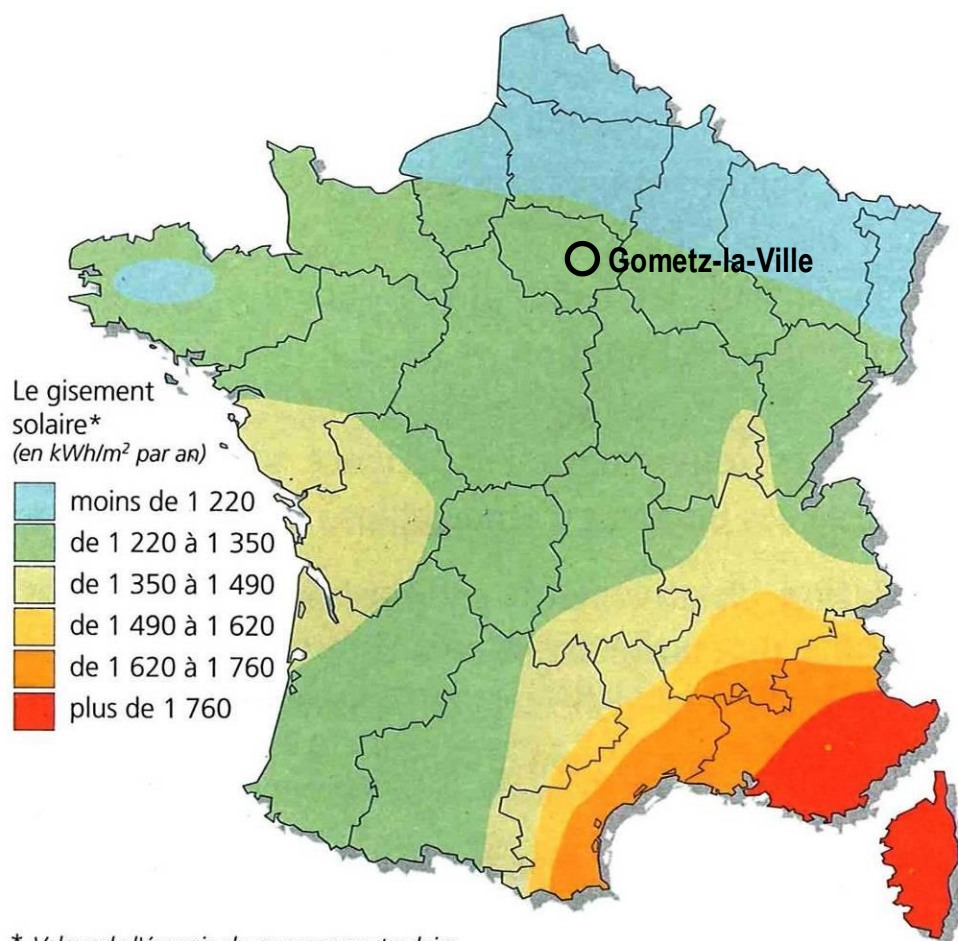 Gometz-la-Ville
Le gisement
solaire*
(en kWh/m² par an)
moins de 1 220
de 1 220 à 1 350
de 1 350 à 1 490
de 1 490 à 1 620
de 1 620 à 1 760
plus de 1 760